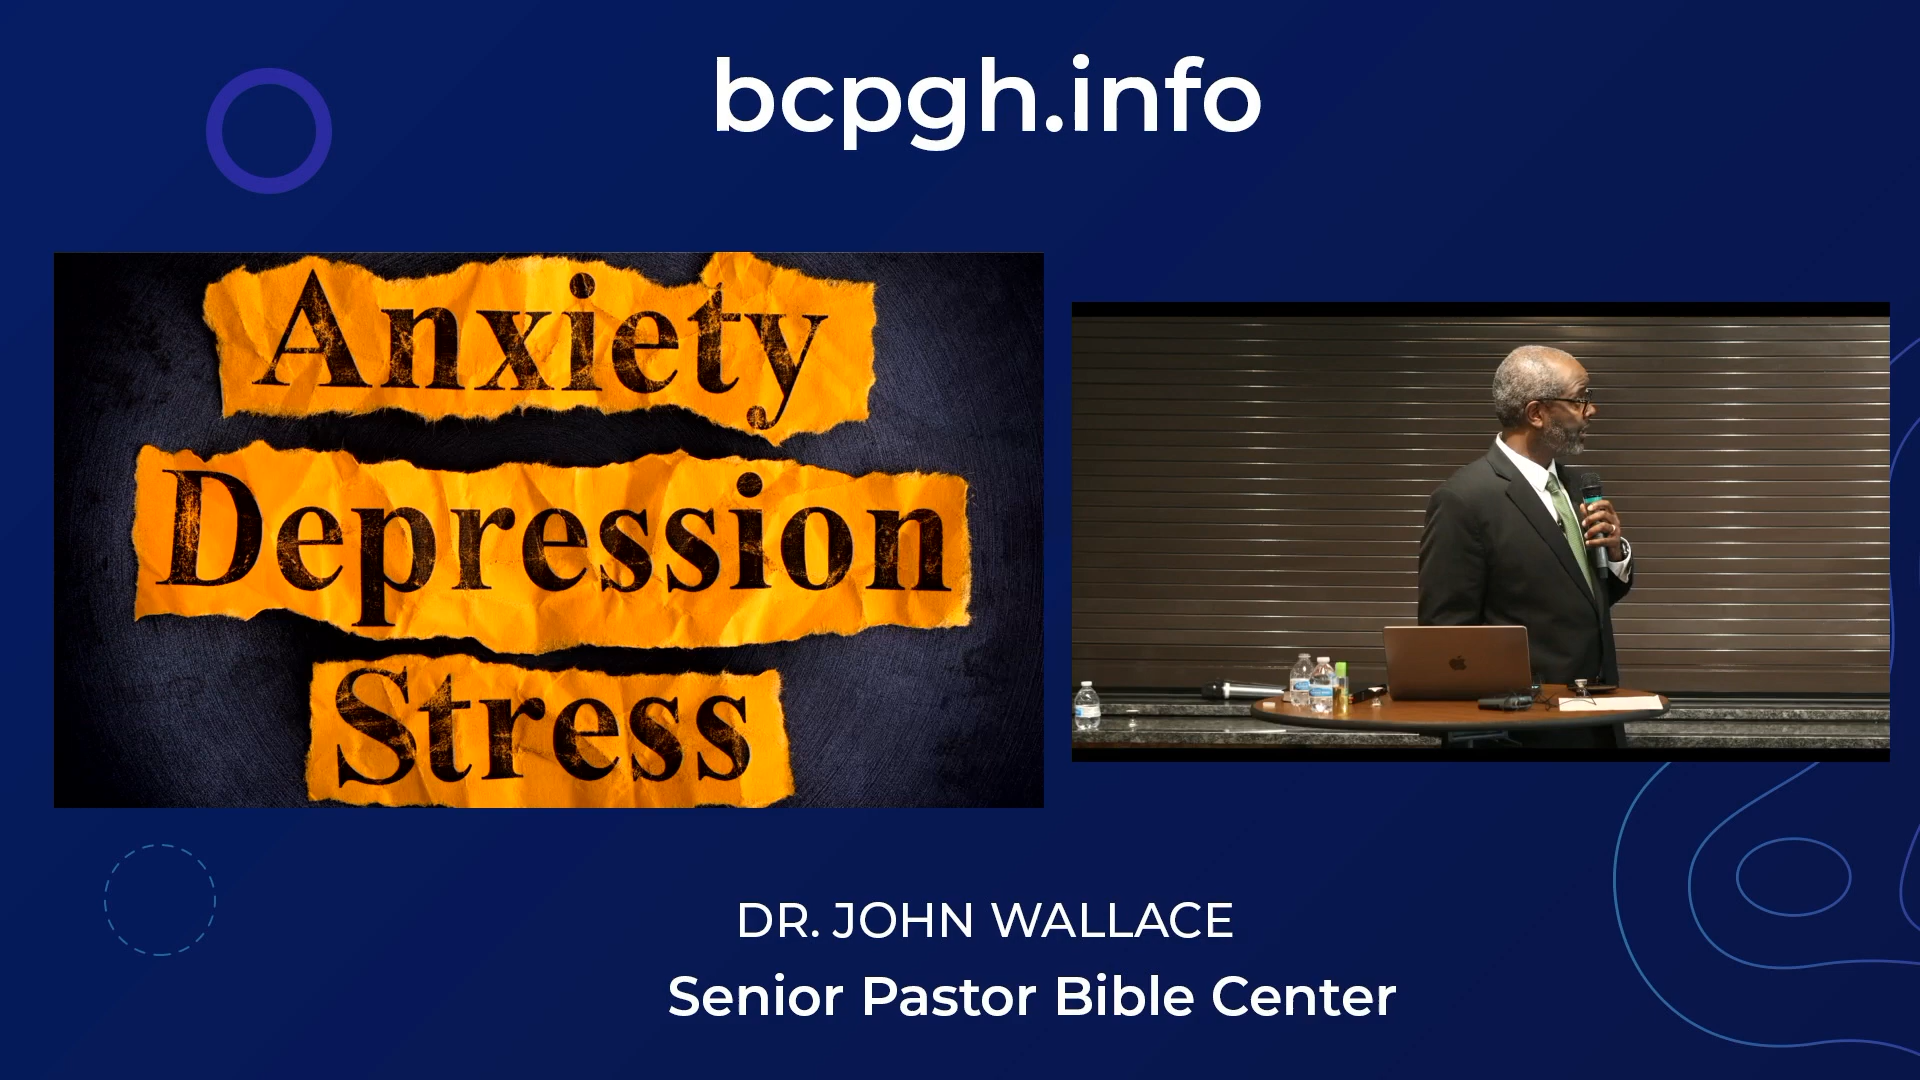 bcpgh.info
Anxiety
Depression
Stress
DR. JOHN WALLACE
Senior Pastor Bible Center